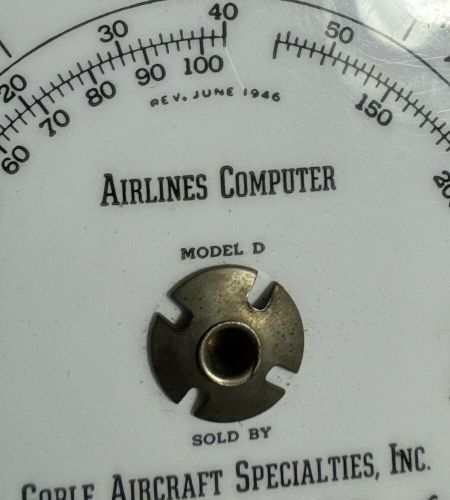 20 30 40 50
60 70 80 90 100 150
REV. JUNE 1946
AIRLINES COMPUTER
MODEL D
SOLD BY
AIRCRAFT SPECIALTIES, INC.